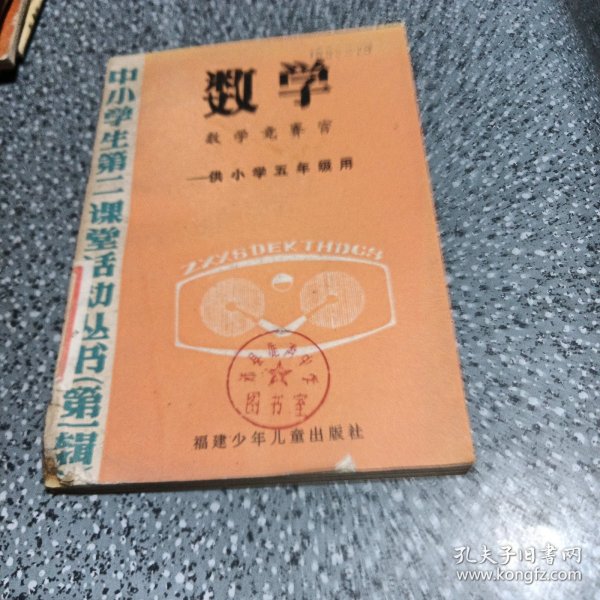 数学
数学竞赛宫
—供小学五年级用
中小学生第二课堂活动丛书(第一辑)
ZXXSDEKTHDCS
图书室
福建少年儿童出版社
孔夫子旧书网
www.kongfz.com